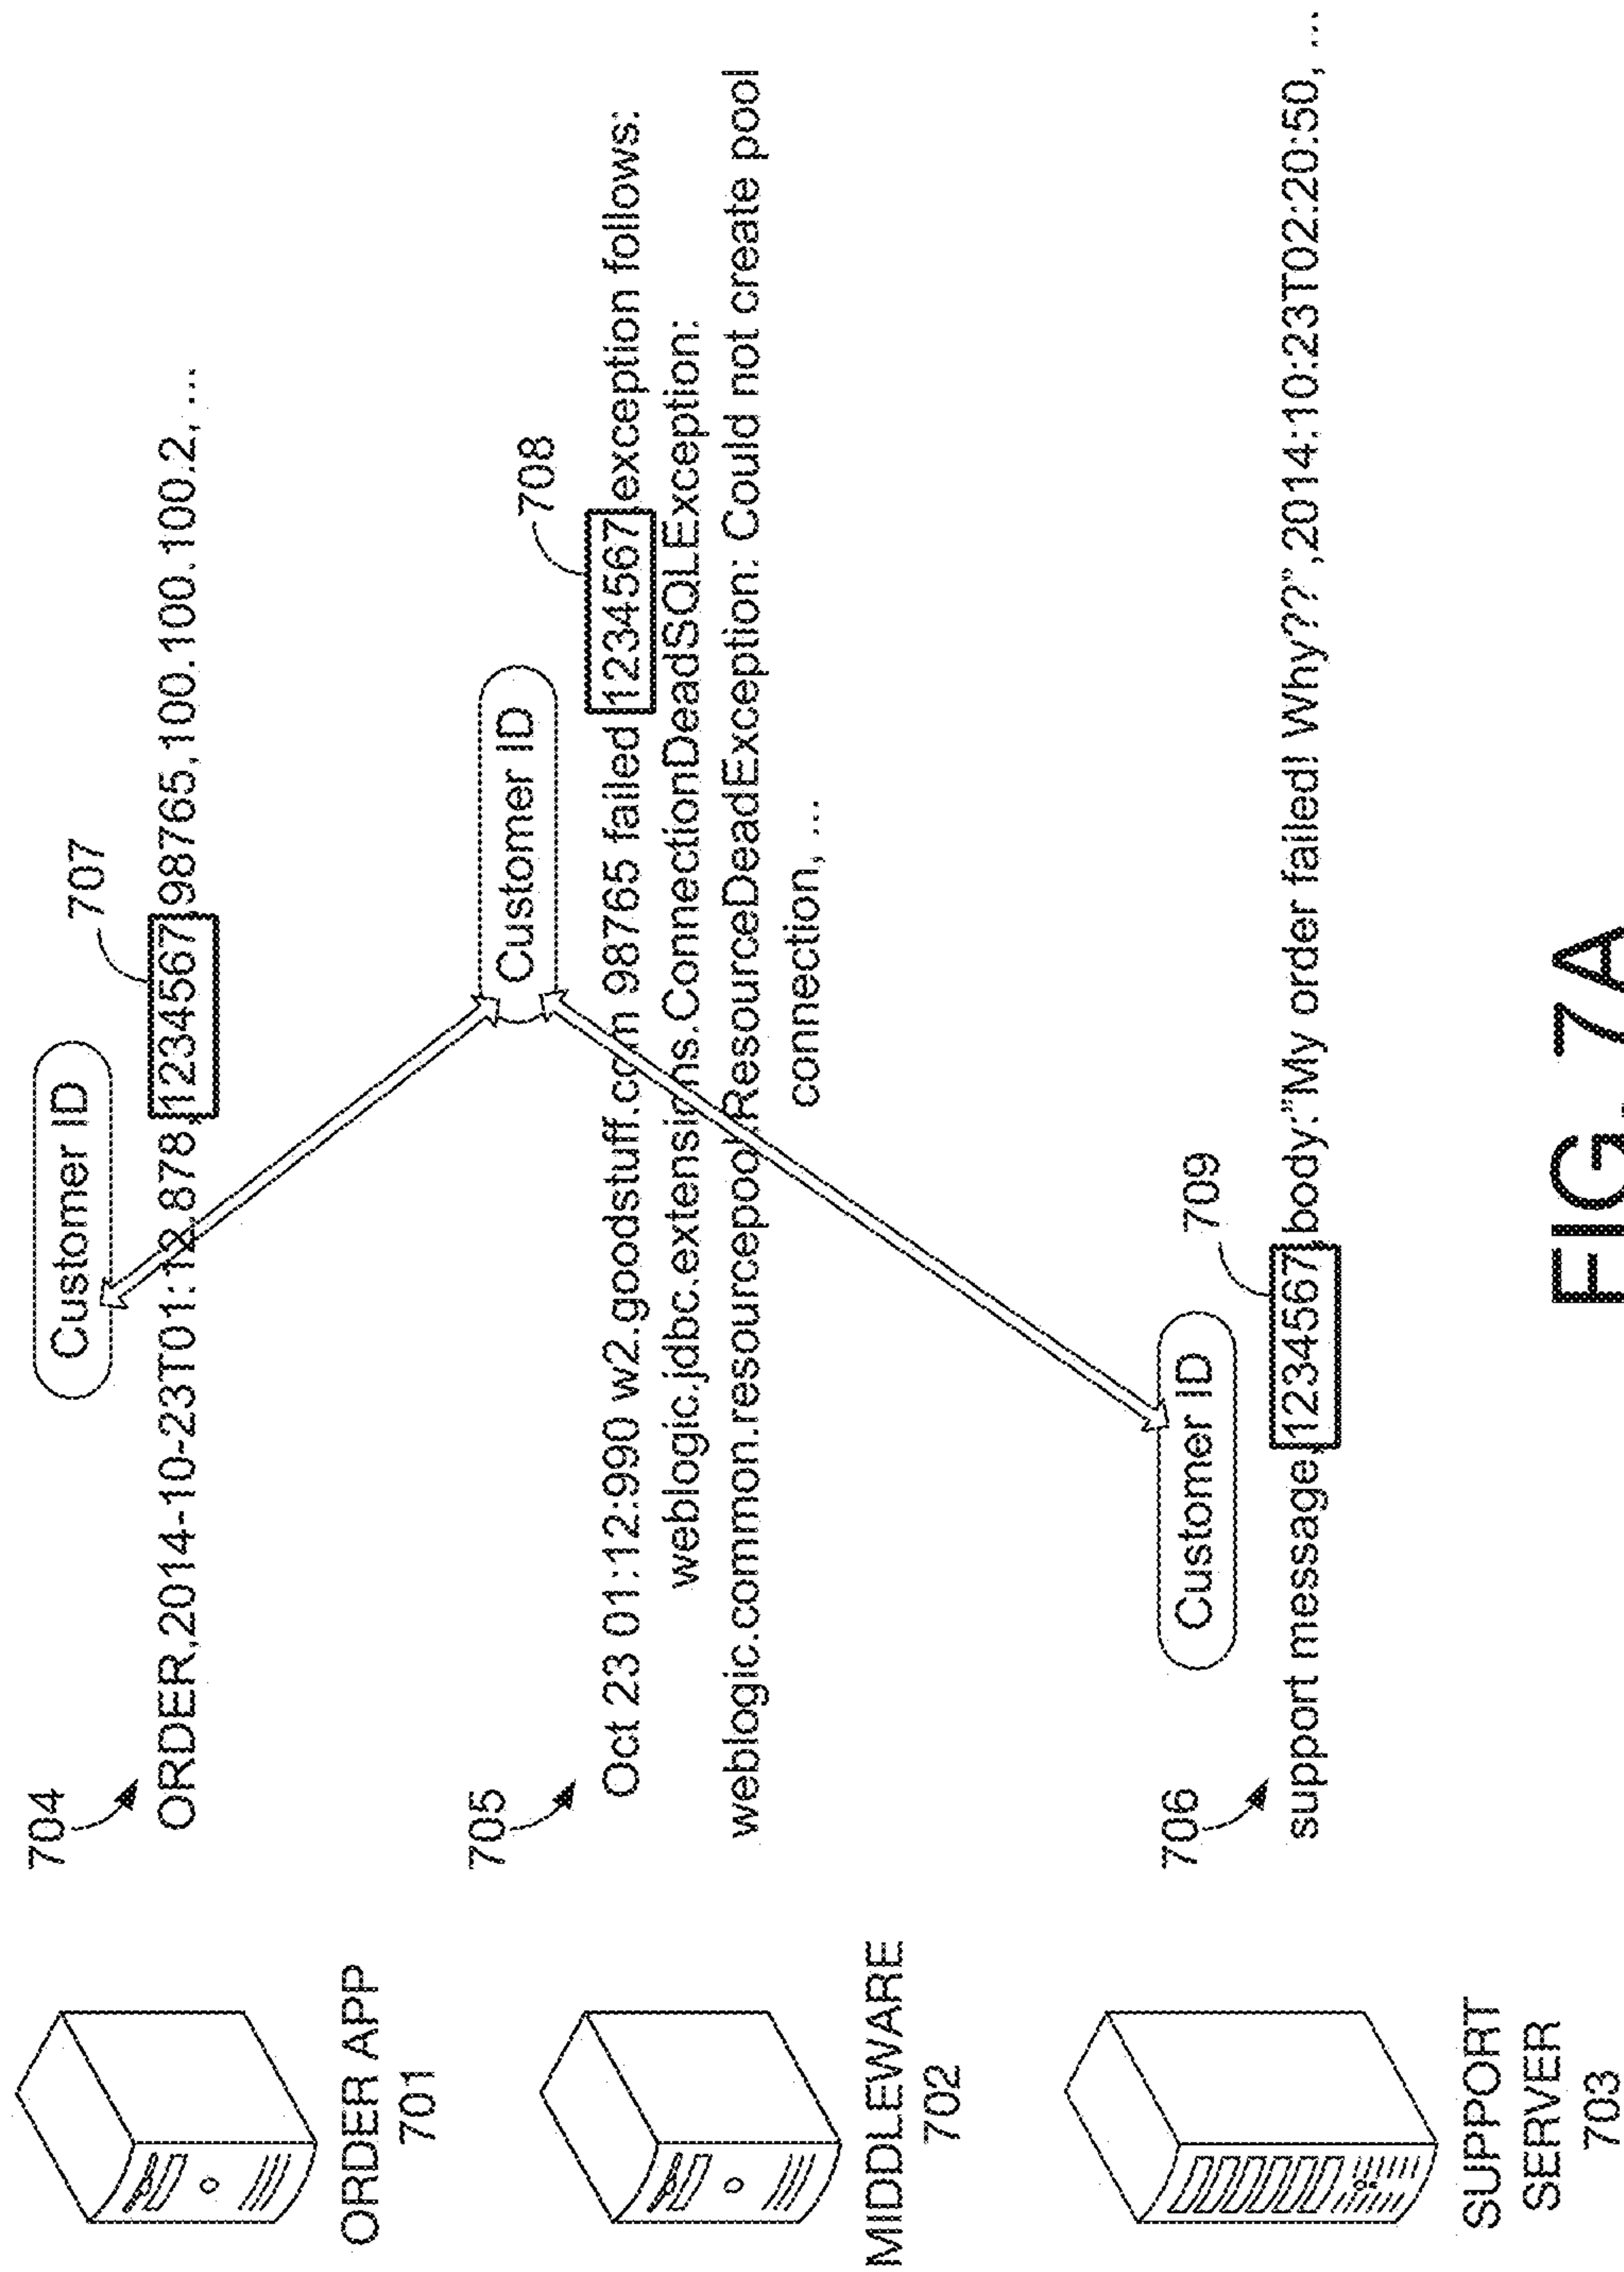 704
Customer ID
707
ORDER,2014-10-23T01:12.878,1234567,98765,100.100.100.2, ...
ORDER APP
701
705
Customer ID
708
Oct 23 01:12:990 w2.goodstuff.com 98765 failed 1234567 exception follows:
weblogic.jdbc.extensions.ConnectionDeadSQLException:
weblogic.common.resourcepool.ResourceDeadException: Could not create pool
connection, ...
MIDDLEWARE
702
706
Customer ID
709
support message,1234567,body:"My order failed! Why??",2014:10:23T02:20:50, ...
SUPPORT
SERVER
703
FIG. 7A